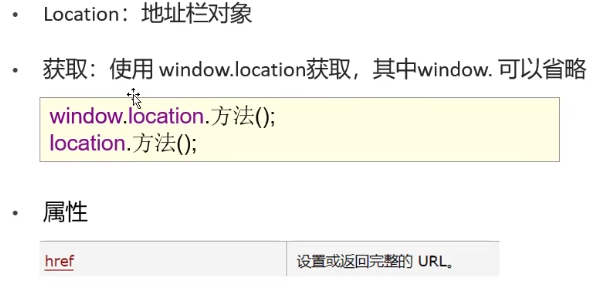 • Location：地址栏对象
• 获取：使用 window.location获取，其中window. 可以省略
window.location.方法();
location.方法();
• 属性
href 设置或返回完整的 URL。